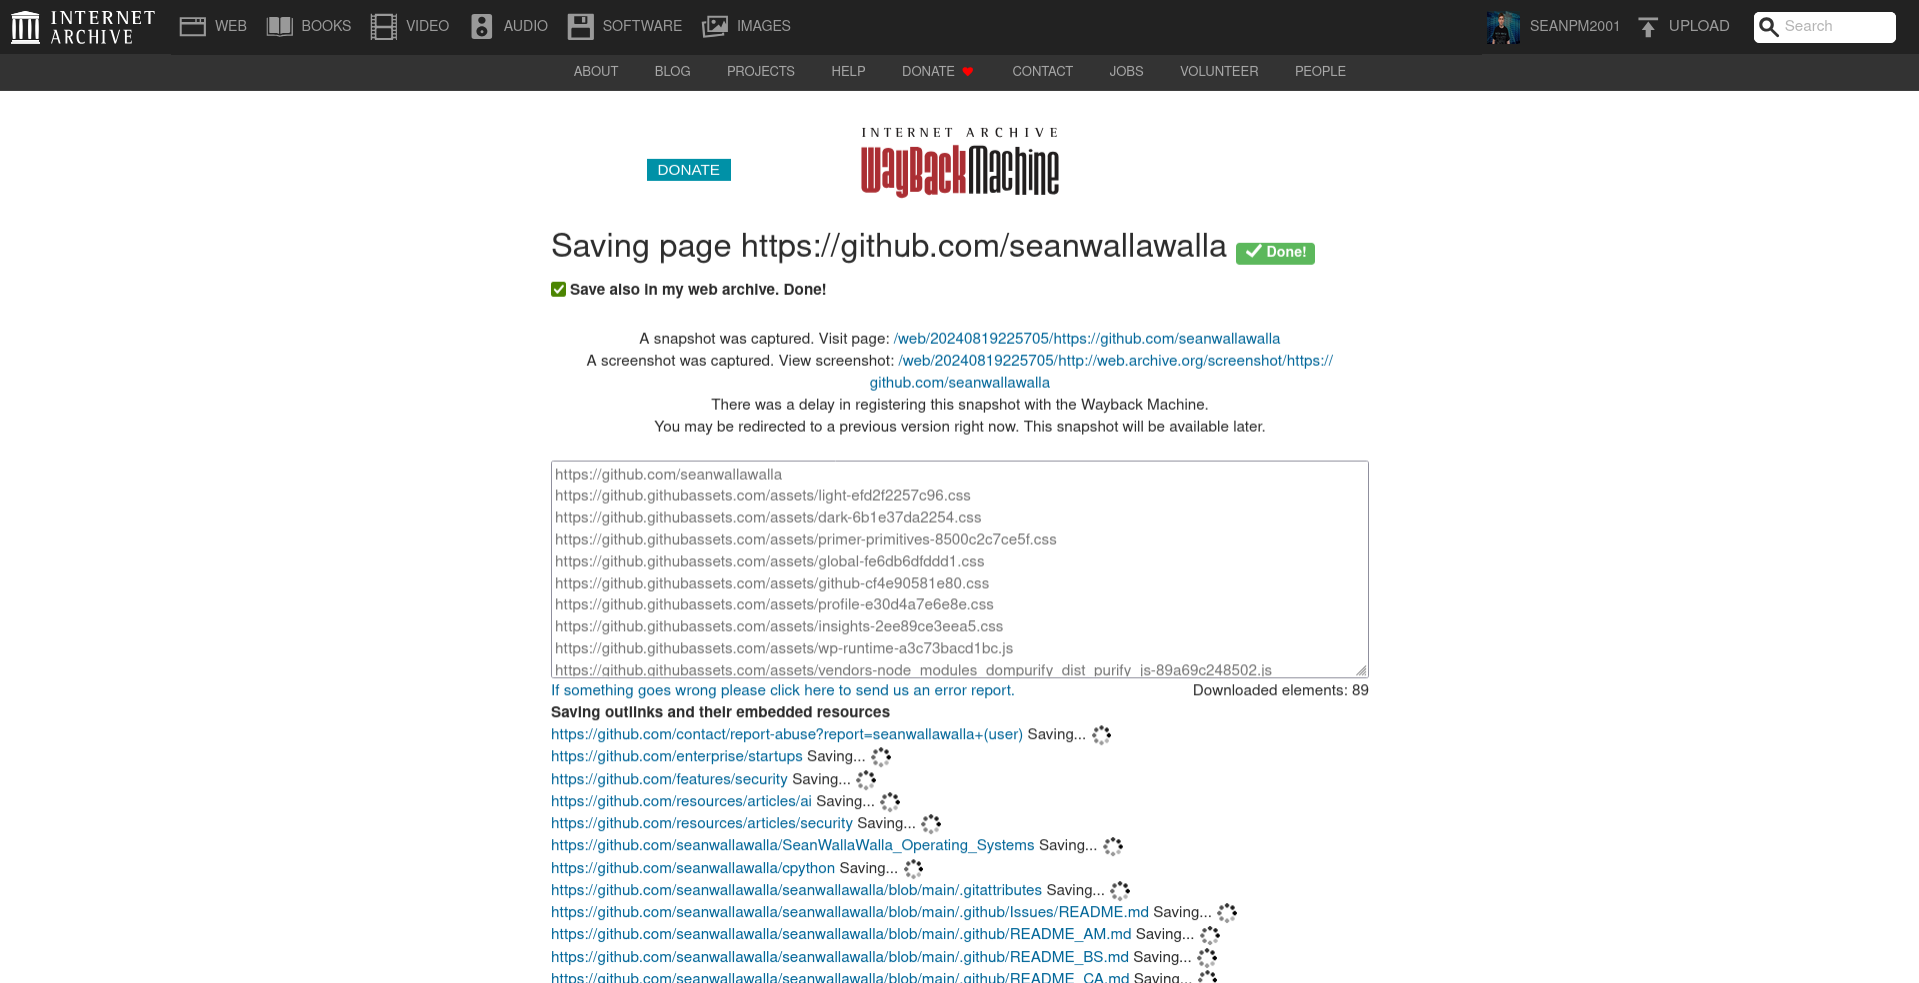 INTERNET ARCHIVE
WEB BOOKS VIDEO AUDIO SOFTWARE IMAGES SEANPM2001 UPLOAD Search
ABOUT BLOG PROJECTS HELP DONATE CONTACT JOBS VOLUNTEER PEOPLE
INTERNET ARCHIVE
WayBackMachine
DONATE
Saving page https://github.com/seanwallawalla Done!
Save also in my web archive. Done!
A snapshot was captured. Visit page: /web/20240819225705/https://github.com/seanwallawalla
A screenshot was captured. View screenshot: /web/20240819225705/http://web.archive.org/screenshot/https://
github.com/seanwallawalla
There was a delay in registering this snapshot with the Wayback Machine.
You may be redirected to a previous version right now. This snapshot will be available later.
https://github.com/seanwallawalla
https://github.githubassets.com/assets/light-efd2f2257c96.css
https://github.githubassets.com/assets/dark-6b1e37da2254.css
https://github.githubassets.com/assets/primer-primitives-8500c2c7ce5f.css
https://github.githubassets.com/assets/global-fe6db6dfddd1.css
https://github.githubassets.com/assets/github-cf4e90581e80.css
https://github.githubassets.com/assets/profile-e30d4a7e6e8e.css
https://github.githubassets.com/assets/insights-2ee89ce3eea5.css
https://github.githubassets.com/assets/wp-runtime-a3c73bacd1bc.js
https://github.githubassets.com/assets/vendors-node_modules_dompurify_dist_purify_js-89a69c248502.js
If something goes wrong please click here to send us an error report. Downloaded elements: 89
Saving outlinks and their embedded resources
https://github.com/contact/report-abuse?report=seanwallawalla+(user) Saving...
https://github.com/enterprise/startups Saving...
https://github.com/features/security Saving...
https://github.com/resources/articles/ai Saving...
https://github.com/resources/articles/security Saving...
https://github.com/seanwallawalla/SeanWallaWalla_Operating_Systems Saving...
https://github.com/seanwallawalla/cpython Saving...
https://github.com/seanwallawalla/seanwallawalla/blob/main/.gitattributes Saving...
https://github.com/seanwallawalla/seanwallawalla/blob/main/.github/Issues/README.md Saving...
https://github.com/seanwallawalla/seanwallawalla/blob/main/.github/README_AM.md Saving...
https://github.com/seanwallawalla/seanwallawalla/blob/main/.github/README_BS.md Saving...
https://github.com/seanwallawalla/seanwallawalla/blob/main/.github/README_CA.md Saving...